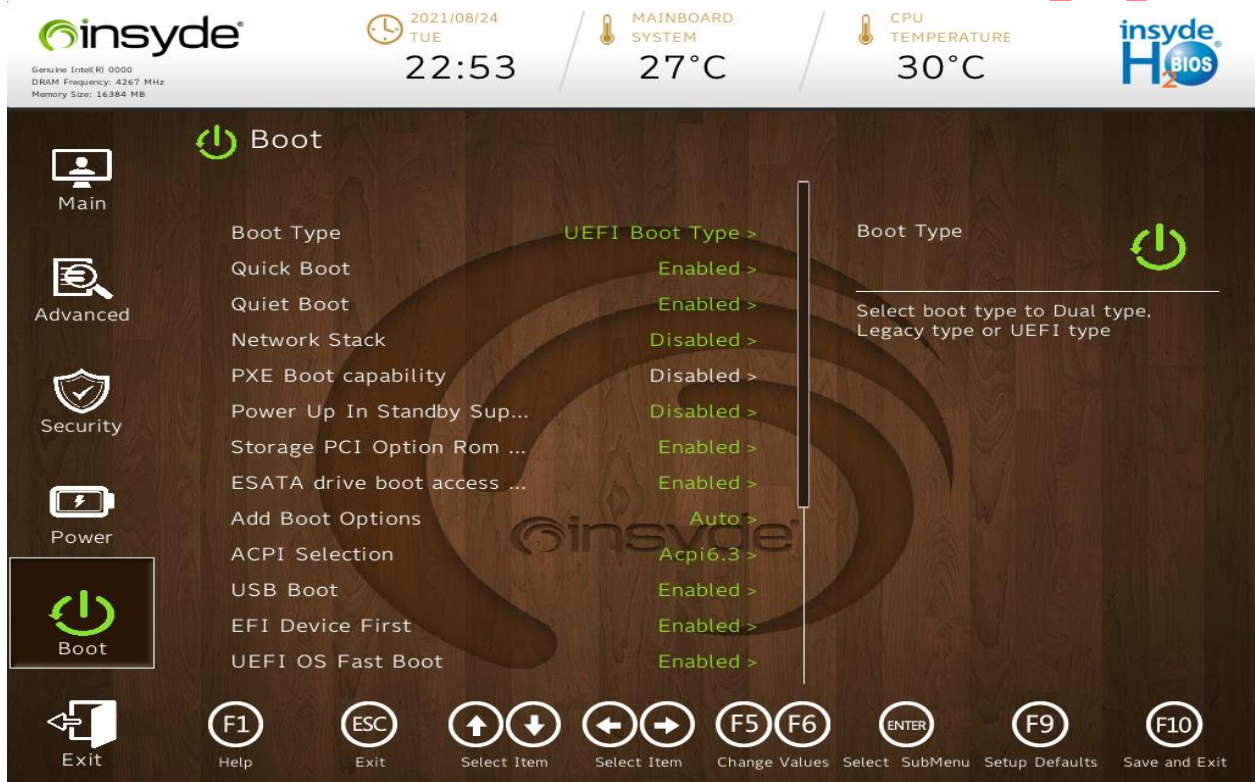 insyde®
Genuine Intel(R) 0000
DRAM Frequency: 4267 MHz
Memory Size: 16384 MB
2021/08/24
TUE
22:53
MAINBOARD
SYSTEM
27°C
CPU
TEMPERATURE
30°C
insyde®
H2BIOS
Main
Advanced
Security
Power
Boot
Exit
Boot
Boot Type UEFI Boot Type >
Quick Boot Enabled >
Quiet Boot Enabled >
Network Stack Disabled >
PXE Boot capability Disabled >
Power Up In Standby Sup... Disabled >
Storage PCI Option Rom ... Enabled >
ESATA drive boot access ... Enabled >
Add Boot Options Auto >
ACPI Selection Acpi6.3 >
USB Boot Enabled >
EFI Device First Enabled >
UEFI OS Fast Boot Enabled >
insyde®
Boot Type
Select boot type to Dual type,
Legacy type or UEFI type
F1 Help
ESC Exit
Select Item
Select Item
F5 F6 Change Values
ENTER Select SubMenu
F9 Setup Defaults
F10 Save and Exit